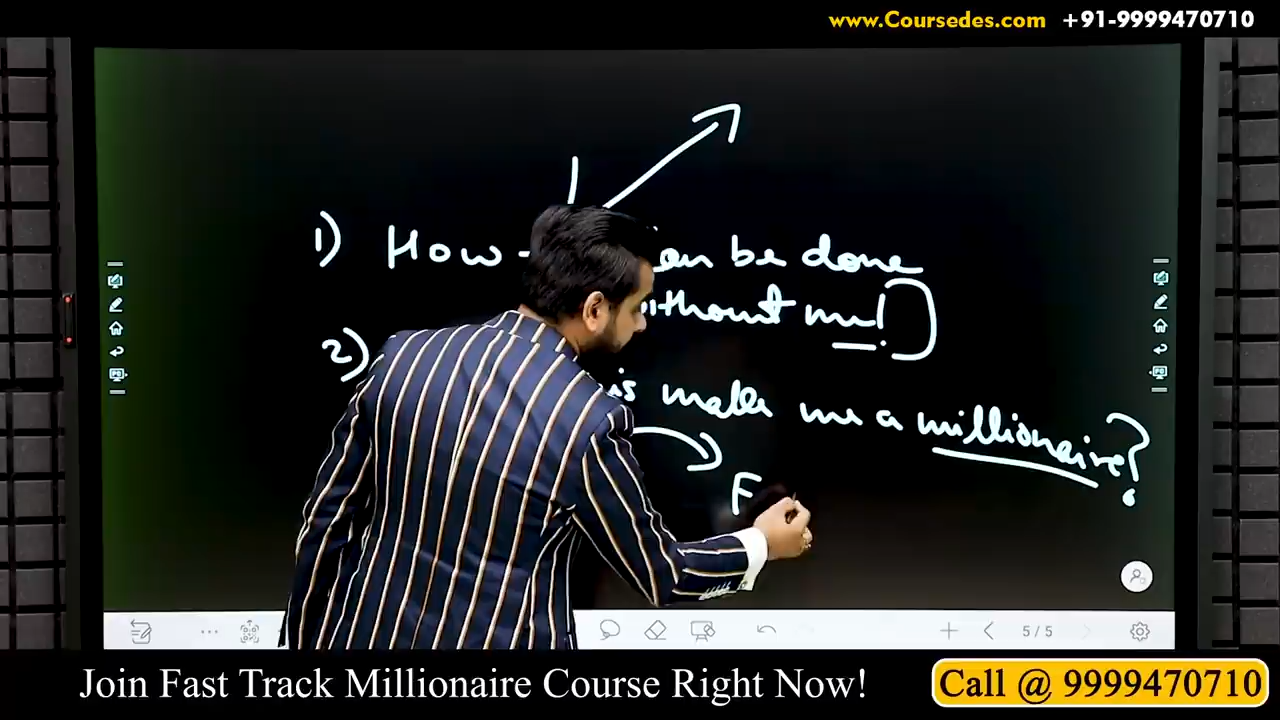 www.Coursedes.com +91-9999470710
1) How be done
without me!
2) make me a millionaire?
F
5/5
Join Fast Track Millionaire Course Right Now!
Call @ 9999470710